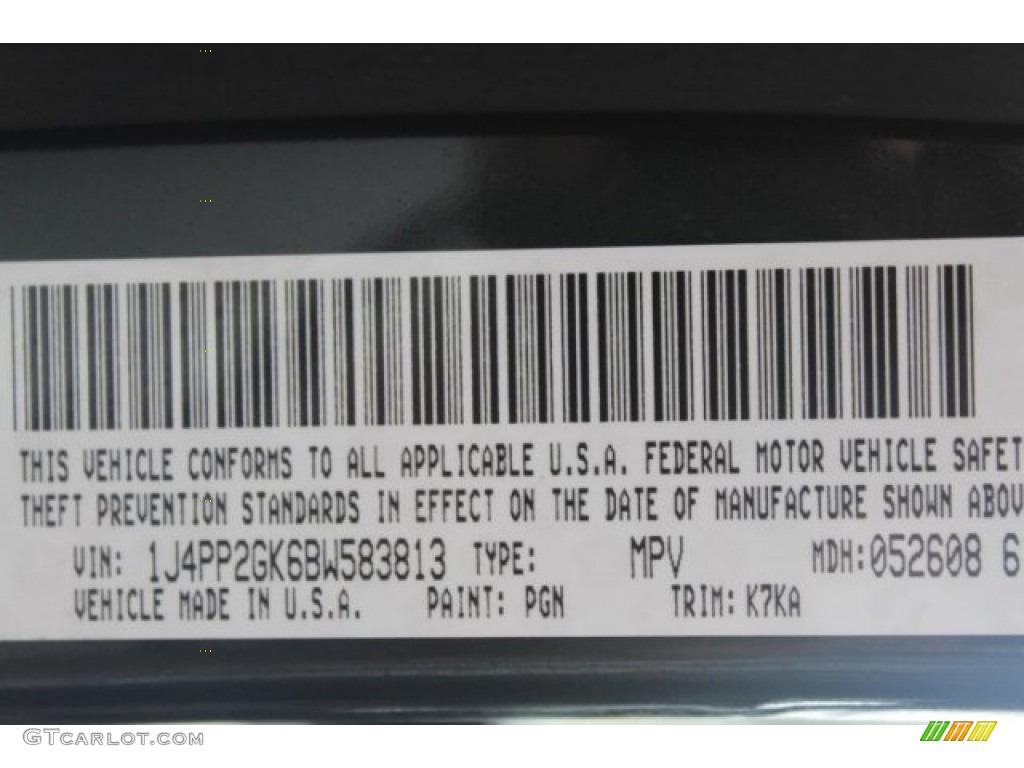 THIS VEHICLE CONFORMS TO ALL APPLICABLE U.S.A. FEDERAL MOTOR VEHICLE SAFET
THEFT PREVENTION STANDARDS IN EFFECT ON THE DATE OF MANUFACTURE SHOWN ABOV
VIN: 1J4PP2GK6BW583813 TYPE: MPV MDH:052608 6
VEHICLE MADE IN U.S.A. PAINT: PGN TRIM: K7KA
GTCARLOT.COM